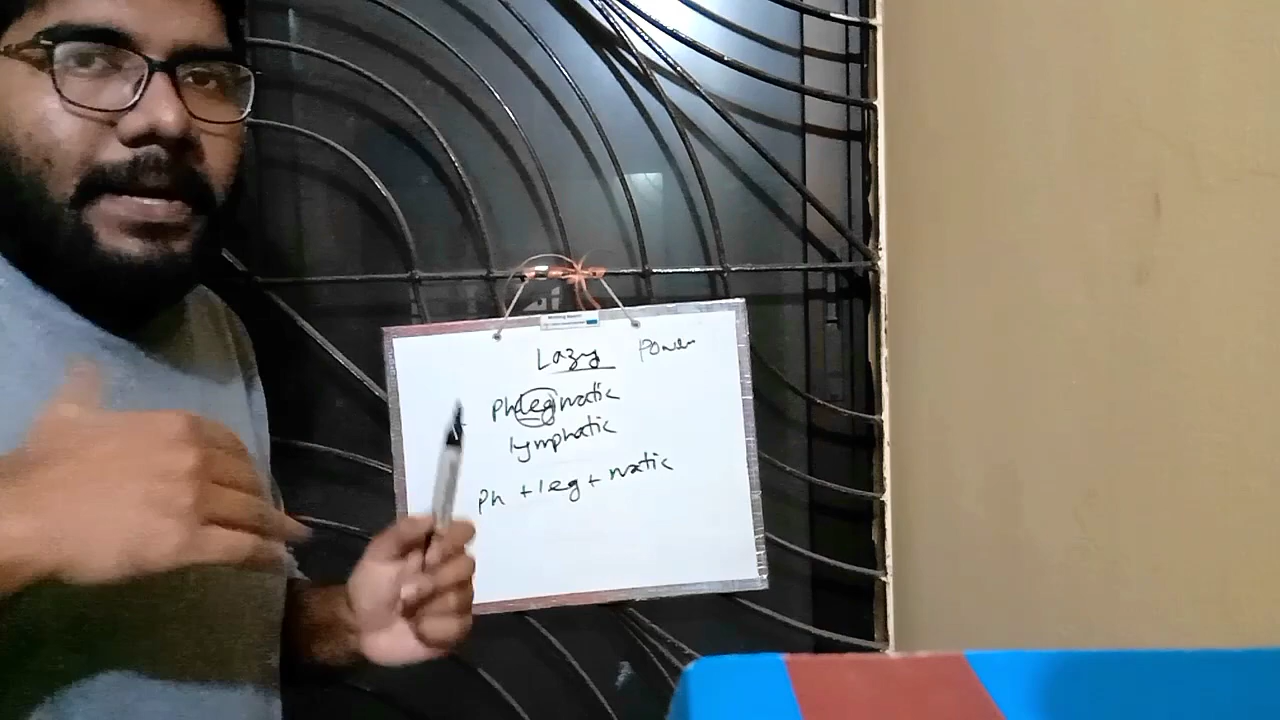 Lazy Power
Phlegmatic
lymphatic
Ph + leg + matic